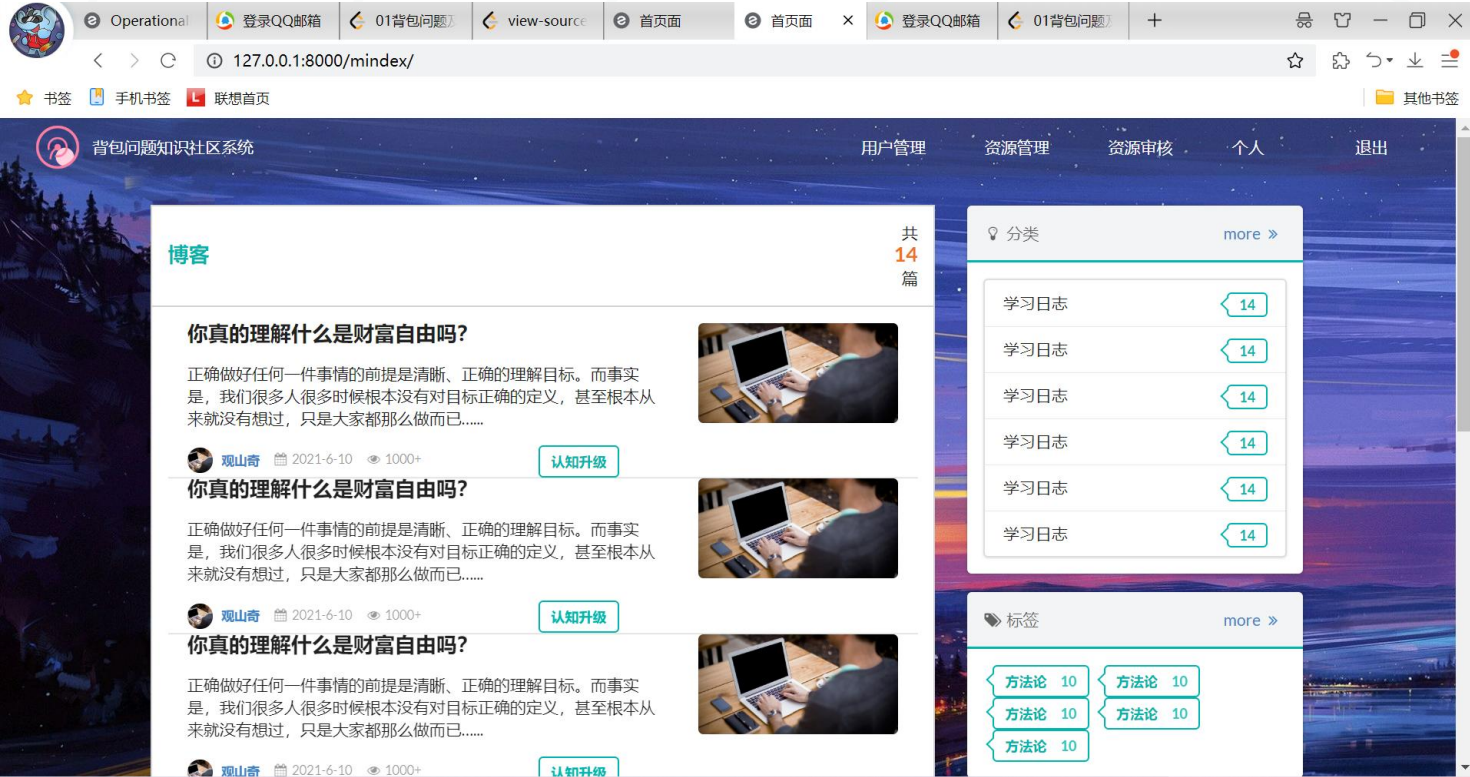 Operational
登录QQ邮箱
01背包问题
view-source
首页面
首页面
登录QQ邮箱
01背包问题
127.0.0.1:8000/mindex/
书签
手机书签
L 联想首页
其他书签
背包问题知识社区系统
用户管理
资源管理
资源审核
个人
退出
博客
共
14
篇
你真的理解什么是财富自由吗?
正确做好任何一件事情的前提是清晰、正确的理解目标。而事实
是，我们很多人很多时候根本没有对目标正确的定义，甚至根本从
来就没有想过，只是大家都那么做而已......
观山奇 2021-6-10 1000+ 认知升级
你真的理解什么是财富自由吗?
正确做好任何一件事情的前提是清晰、正确的理解目标。而事实
是，我们很多人很多时候根本没有对目标正确的定义，甚至根本从
来就没有想过，只是大家都那么做而已......
观山奇 2021-6-10 1000+ 认知升级
你真的理解什么是财富自由吗?
正确做好任何一件事情的前提是清晰、正确的理解目标。而事实
是，我们很多人很多时候根本没有对目标正确的定义，甚至根本从
来就没有想过，只是大家都那么做而已......
观山奇 2021-6-10 1000+ 认知升级
分类 more »
学习日志 14
学习日志 14
学习日志 14
学习日志 14
学习日志 14
学习日志 14
标签 more »
方法论 10 方法论 10
方法论 10 方法论 10
方法论 10